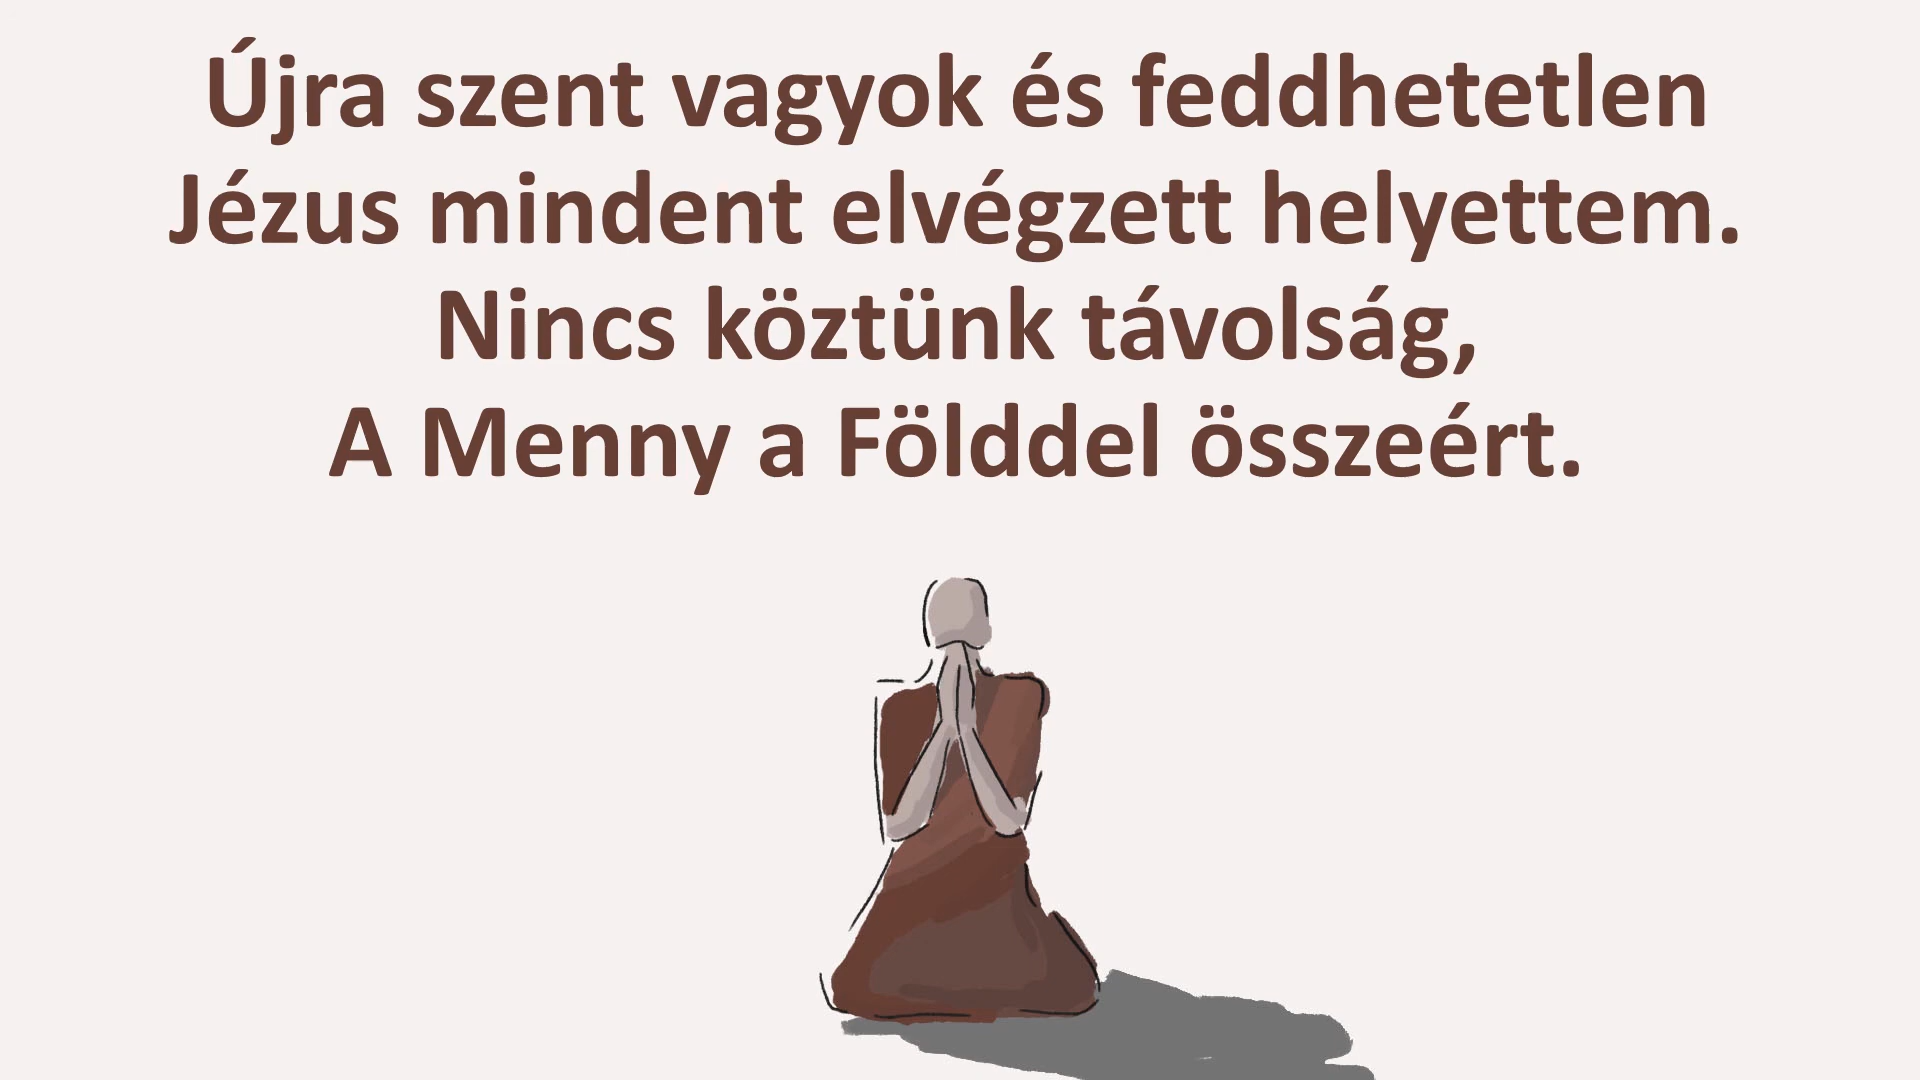 Újra szent vagyok és feddhetetlen
Jézus mindent elvégzett helyettem.
Nincs köztünk távolság,
A Menny a Földdel összeért.